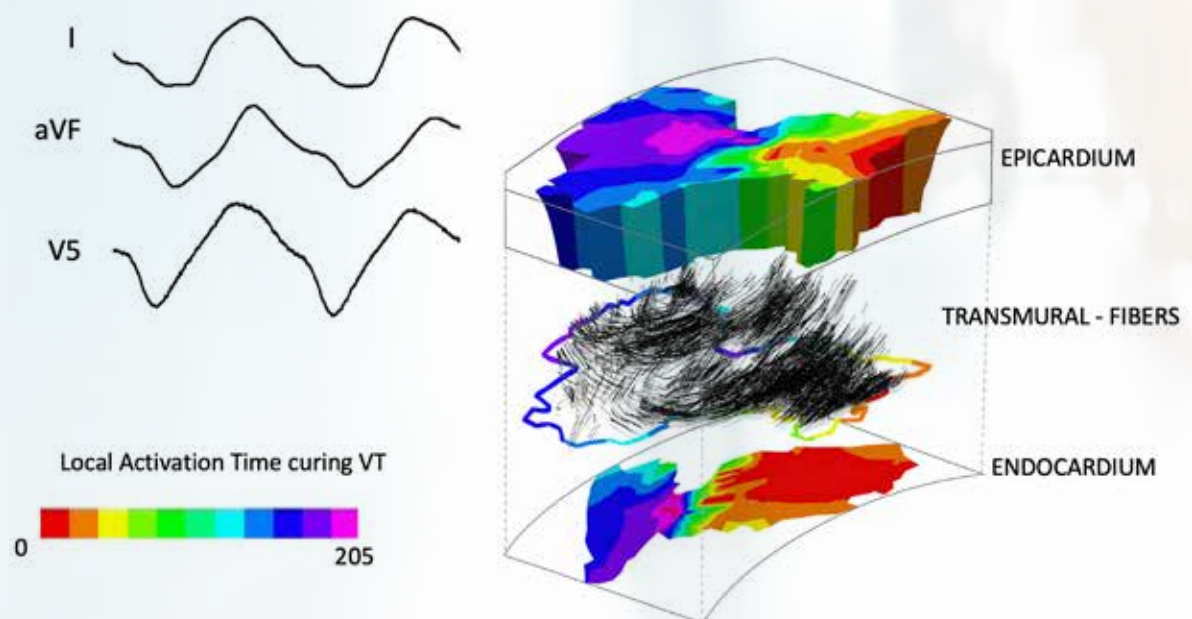 I
aVF
V5
EPICARDIUM
TRANSMURAL - FIBERS
ENDOCARDIUM
Local Activation Time curing VT
0
205